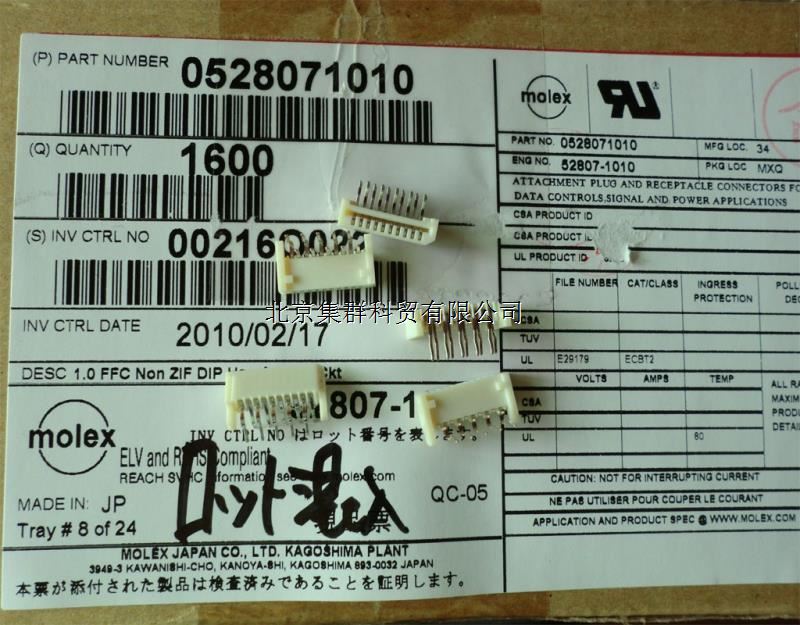 (P) PART NUMBER 0528071010
(Q) QUANTITY 1600
(S) INV CTRL NO
INV CTRL DATE 2010/02/17
DESC 1.0 FFC Non ZIF DIP
807-1
molex
INV CTRL NO はロット番号を表します。
ELV and RoHS Compliant
REACH SVHC information molex.com
ロット混入
MADE IN: JP
QC-05
Tray # 8 of 24
MOLEX JAPAN CO., LTD. KAGOSHIMA PLANT
3949-3 KAWANISHI-CHO, KANOYA-SHI, KAGOSHIMA 893-0032 JAPAN
本票が添付された製品は検査済みであることを証明します。
molex
PART NO. 0528071010 MFG LOC. 34
ENG NO. 52807-1010 PKG LOC MXQ
ATTACHMENT PLUG AND RECEPTACLE CONNECTORS
DATA CONTROLS,SIGNAL AND POWER APPLICATIONS
CSA PRODUCT ID
CSA PRODUCT ID
UL PRODUCT ID
FILE NUMBER CAT/CLASS INGRESS PROTECTION
CSA
TUV
UL E29179 ECBT2
VOLTS AMPS TEMP
CSA
TUV
UL 80
CAUTION: NOT FOR INTERRUPTING CURRENT
NE PAS UTILISER POUR COUPER LE COURANT
APPLICATION AND PRODUCT SPEC @ WWW.MOLEX.COM
北京集群科贸有限公司